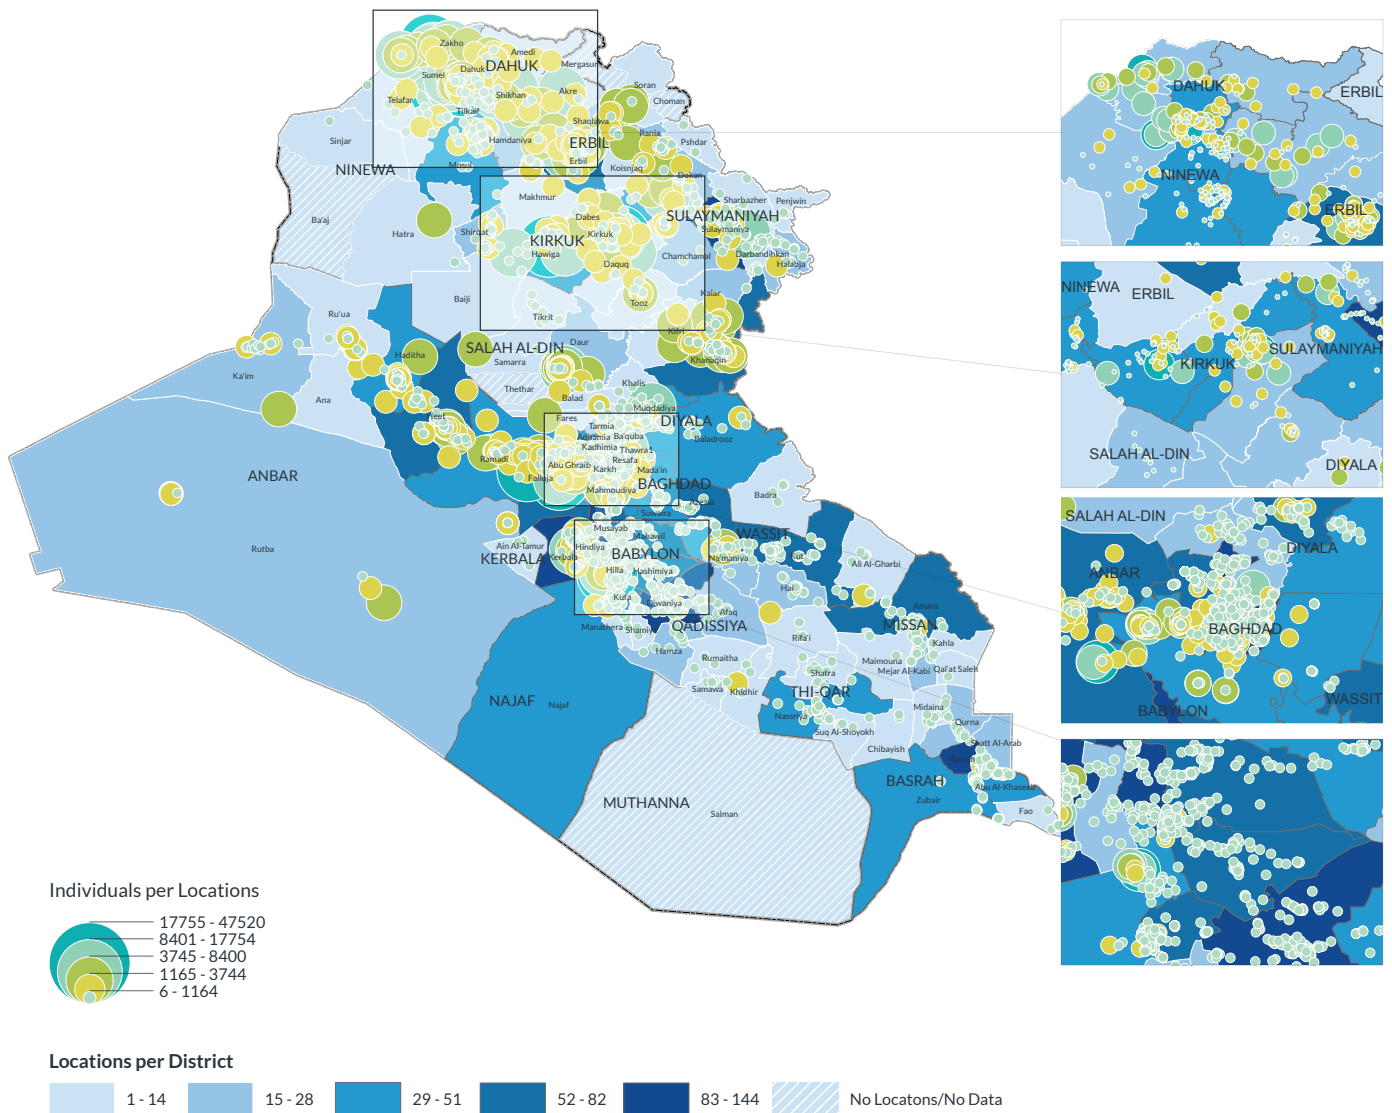 Zakho
Amedi
Dahuk
DAHUK
Mergasur
Sumel
Soran
Choman
Telafar
Shikhan
Akre
Tilkaif
Shaqlawa
Rania
Pshdar
Sinjar
Hamdaniya
ERBIL
Erbil
Koisnjaq
Mosul
NINEWA
Dokan
Makhmur
Sharbazher
Penjwin
SULAYMANIYAH
Sulaymaniya
Ba'aj
Hatra
Shirqat
Dabes
Kirkuk
KIRKUK
Hawiga
Daquq
Chamchamal
Darbandihkan
Halabja
Baiji
Kalar
Tooz
Tikrit
Ru'ua
Kifri
Haditha
SALAH AL-DIN
Daur
Samarra
Khanaqin
Ka'im
Thethar
Khalis
Ana
Balad
Muqdadiya
Heet
Fares
Tarmia
DIYALA
Adhamia
Ba'quba
Baladrooz
Kadhimia
Thawra1
Ramadi
Abu Ghraib
Resafa
Karkh
Mada'in
ANBAR
Falluja
Mahmoudiya
BAGHDAD
Badra
Azezia
Suwaira
Rutba
Musayab
Mahawil
WASSIT
Ain Al-Tamur
Hindiya
BABYLON
Na'maniya
Kut
KERBALA
Kerbala
Ali Al-Gharbi
Hilla
Hashimiya
Hai
Kufa
Diwaniya
Afaq
Amara
Manathera
Shamiya
QADISSIYA
MISSAN
Rifa'i
Kahla
Hamza
Rumaitha
Maimouna
Mejar Al-Kabi
Qal'at Saleh
Shatra
Samawa
Khidhir
THI-QAR
NAJAF
Najaf
Midaina
Nassriya
Qurna
Suq Al-Shoyokh
Shatt Al-Arab
Chibayish
BASRAH
Abu Al-Khaseeb
MUTHANNA
Zubair
Salman
Fao
DAHUK
ERBIL
NINEWA
ERBIL
NINEWA
ERBIL
KIRKUK
SULAYMANIYAH
SALAH AL-DIN
DIYALA
SALAH AL-DIN
DIYALA
ANBAR
BAGHDAD
BABYLON
WASSIT
Individuals per Locations
17755 - 47520
8401 - 17754
3745 - 8400
1165 - 3744
6 - 1164
Locations per District
1 - 14
15 - 28
29 - 51
52 - 82
83 - 144
No Locatons/No Data